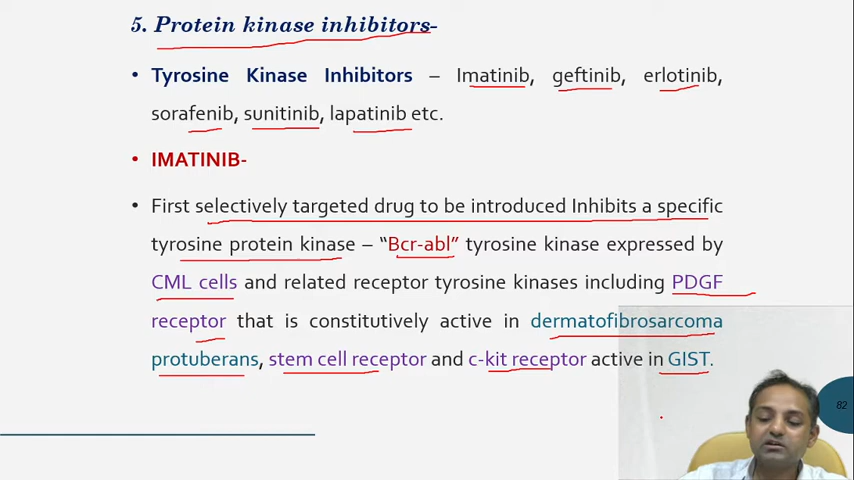 5. Protein kinase inhibitors-
• Tyrosine Kinase Inhibitors – Imatinib, geftinib, erlotinib,
sorafenib, sunitinib, lapatinib etc.
• IMATINIB-
• First selectively targeted drug to be introduced Inhibits a specific
tyrosine protein kinase – “Bcr-abl” tyrosine kinase expressed by
CML cells and related receptor tyrosine kinases including PDGF
receptor that is constitutively active in dermatofibrosarcoma
protuberans, stem cell receptor and c-kit receptor active in GIST.
82